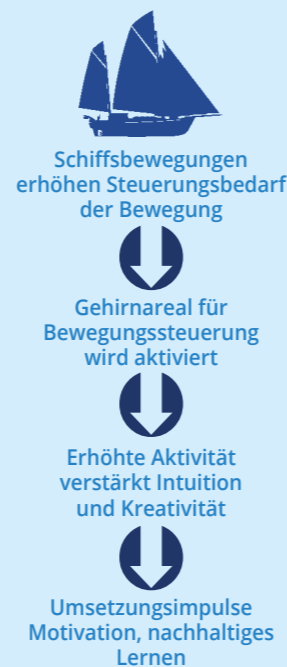 Schiffsbewegungen
erhöhen Steuerungsbedarf
der Bewegung
Gehirnareal für
Bewegungssteuerung
wird aktiviert
Erhöhte Aktivität
verstärkt Intuition
und Kreativität
Umsetzungsimpulse
Motivation, nachhaltiges
Lernen